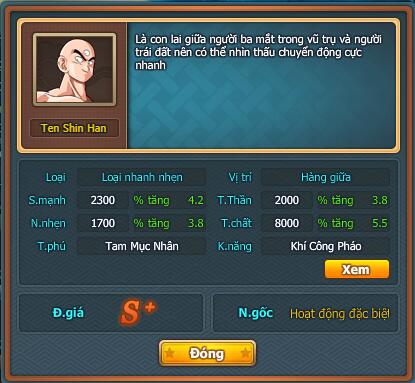 Là con lai giữa người ba mắt trong vũ trụ và người
trái đất nên có thể nhìn thấu chuyển động cực
nhanh
Ten Shin Han
Loại Loại nhanh nhẹn Vị trí Hàng giữa
S.mạnh 2300 % tăng 4.2 T.Thần 2000 % tăng 3.8
N.nhẹn 1700 % tăng 3.8 T.chất 8000 % tăng 5.5
T.phú Tam Mục Nhân K.năng Khí Công Pháo
Xem
Đ.giá S+ N.gốc Hoạt động đặc biệt
Đóng